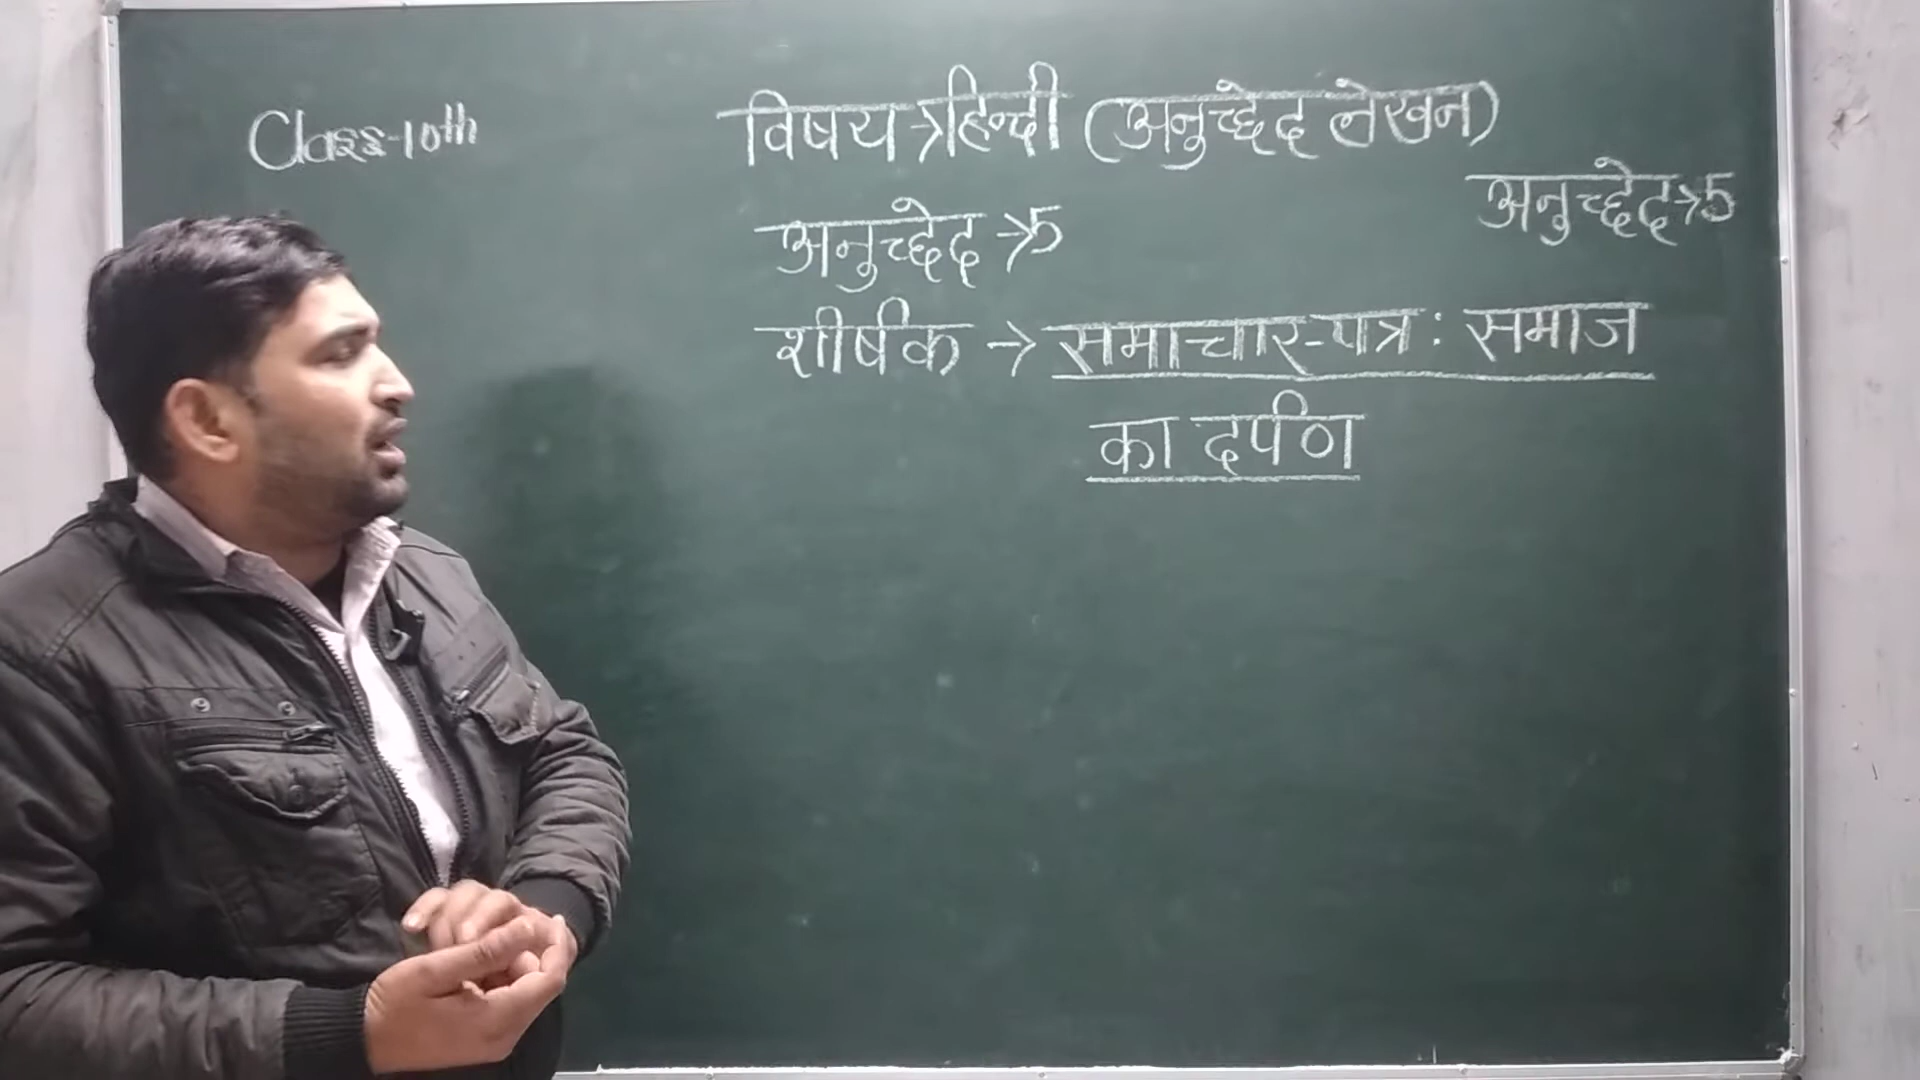 Class-10th
विषय→हिन्दी (अनुच्छेद लेखन)
अनुच्छेद→5
अनुच्छेद→5
शीर्षक → समाचार-पत्र : समाज
का दर्पण